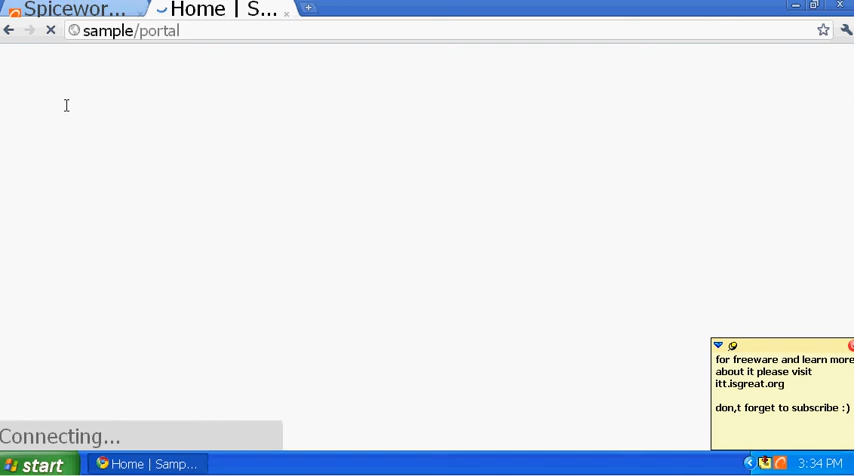 Spicewor...
Home | S...
sample/portal
for freeware and learn more
about it please visit
itt.isgreat.org
don,t forget to subscribe :)
Connecting...
start
Home | Samp...
3:34 PM